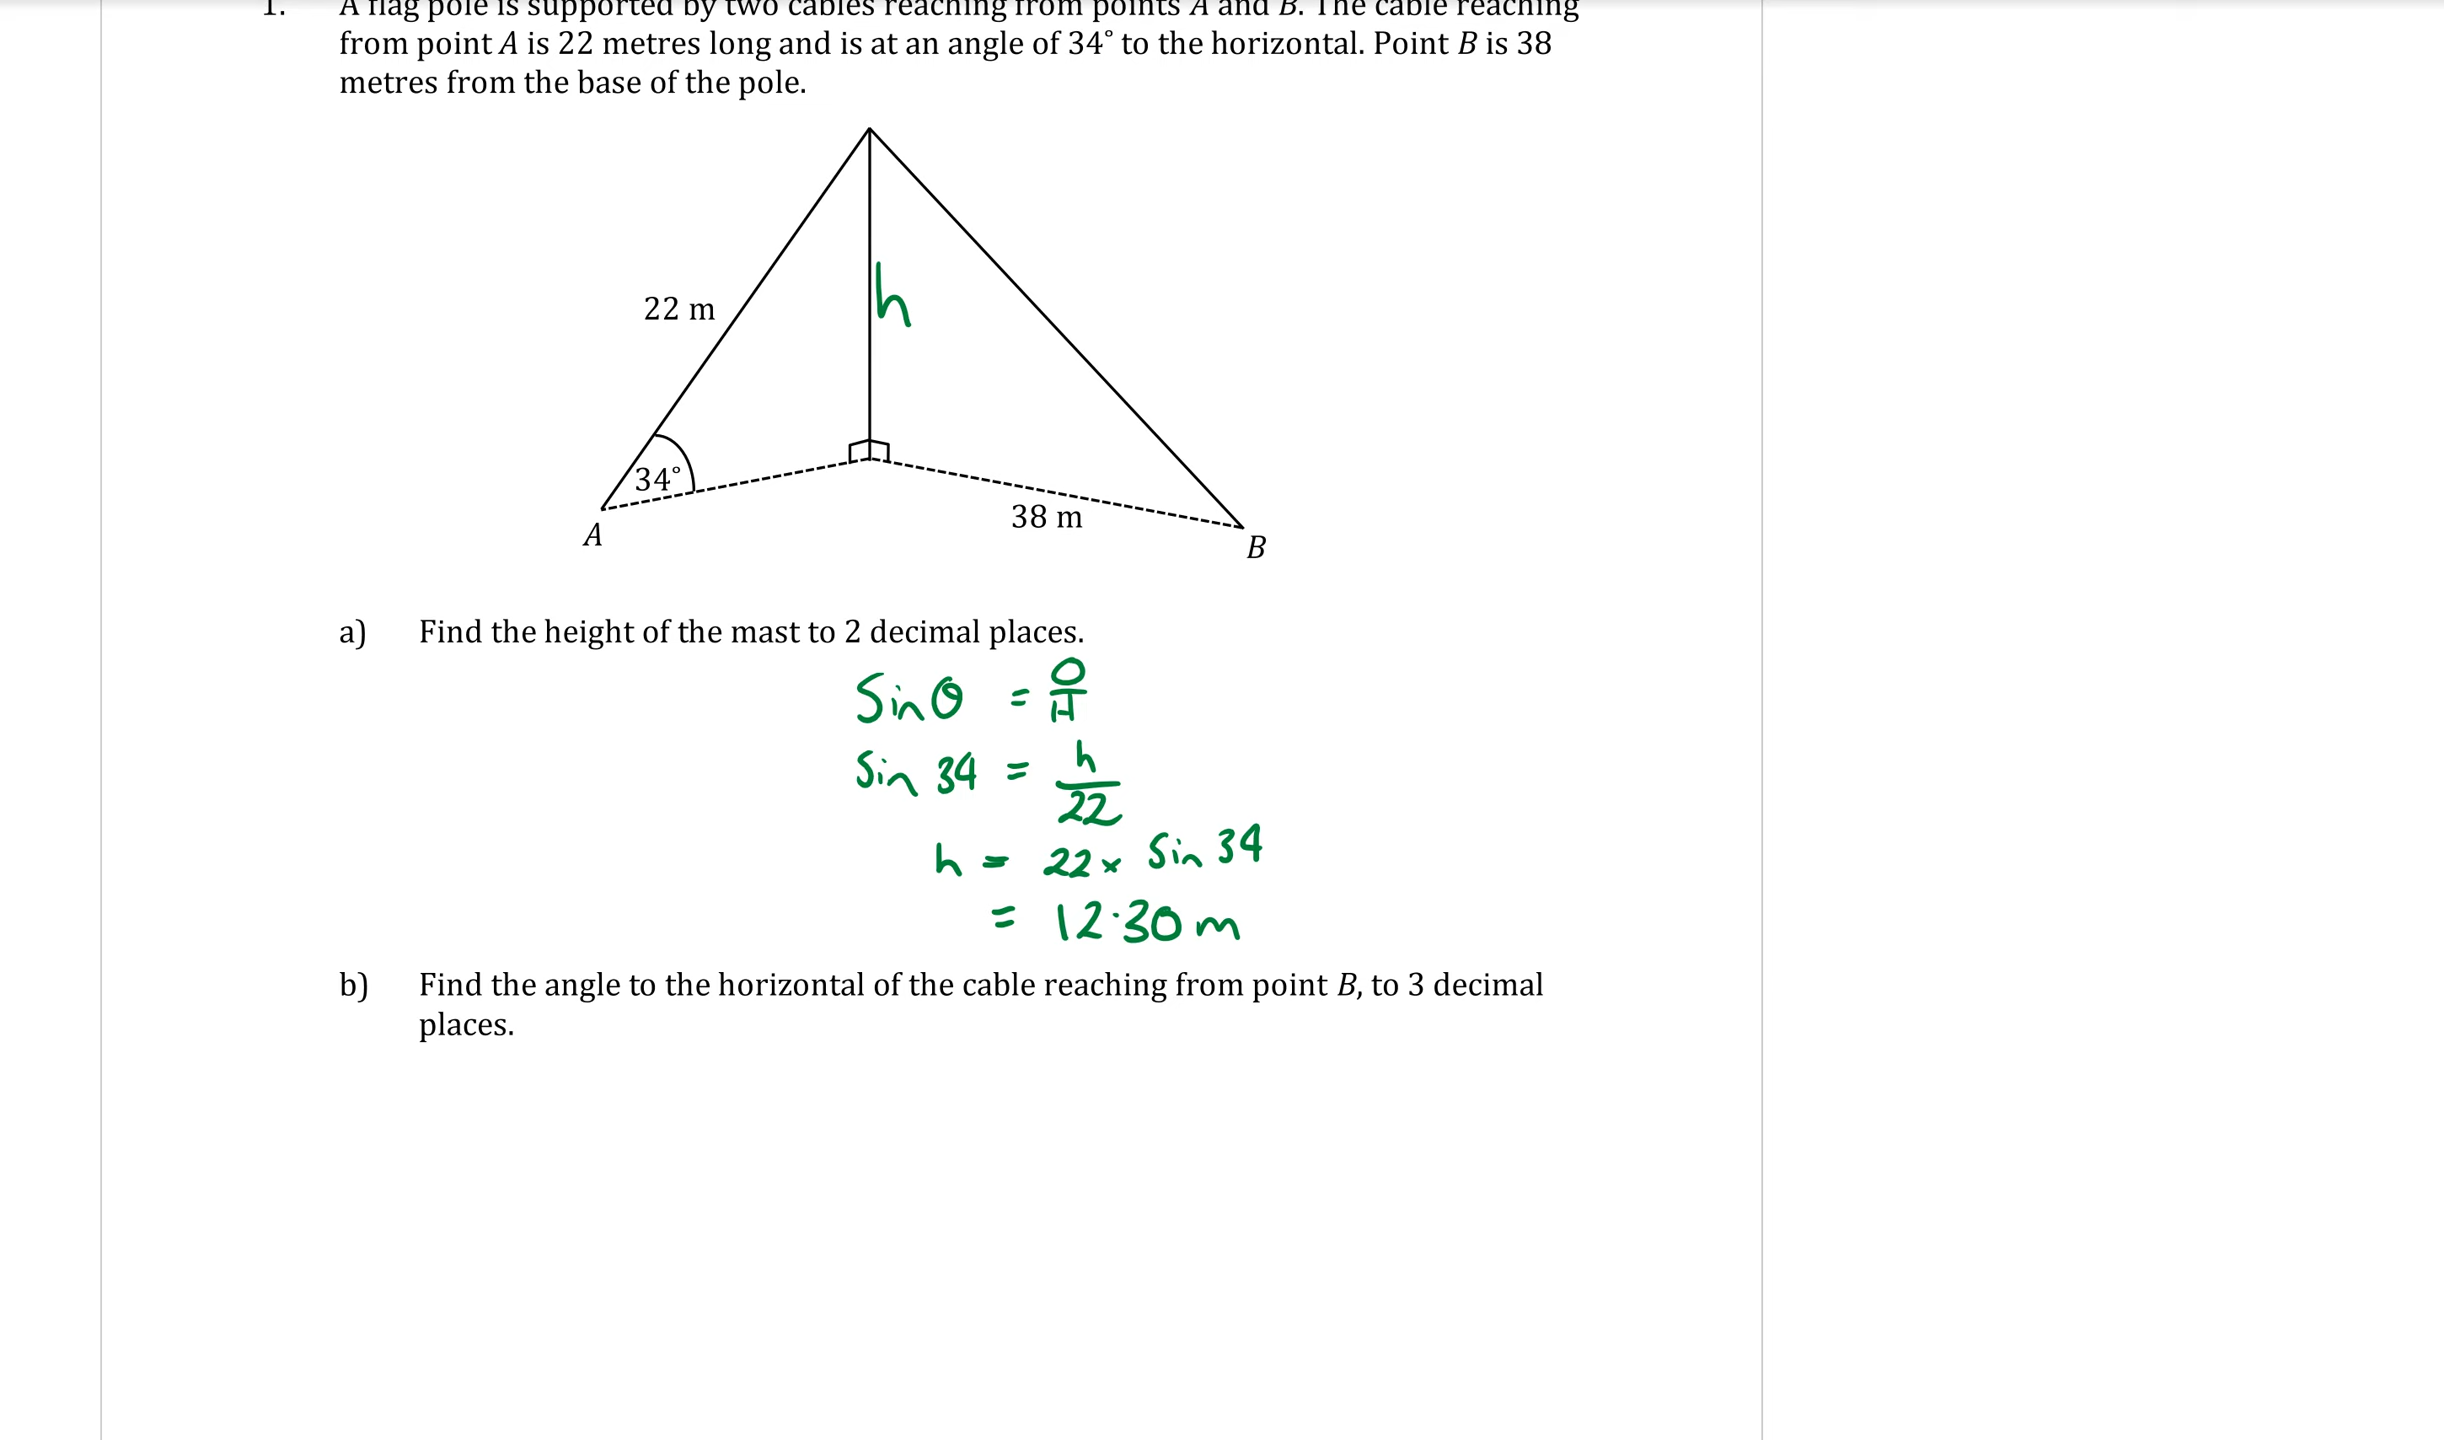 1. A flag pole is supported by two cables reaching from points A and B. The cable reaching
from point A is 22 metres long and is at an angle of 34° to the horizontal. Point B is 38
metres from the base of the pole.
h
22 m
34°
38 m
A
B
a) Find the height of the mast to 2 decimal places.
Sinθ = O/H
Sin 34 = h/22
h = 22 × Sin 34
= 12·30 m
b) Find the angle to the horizontal of the cable reaching from point B, to 3 decimal
places.